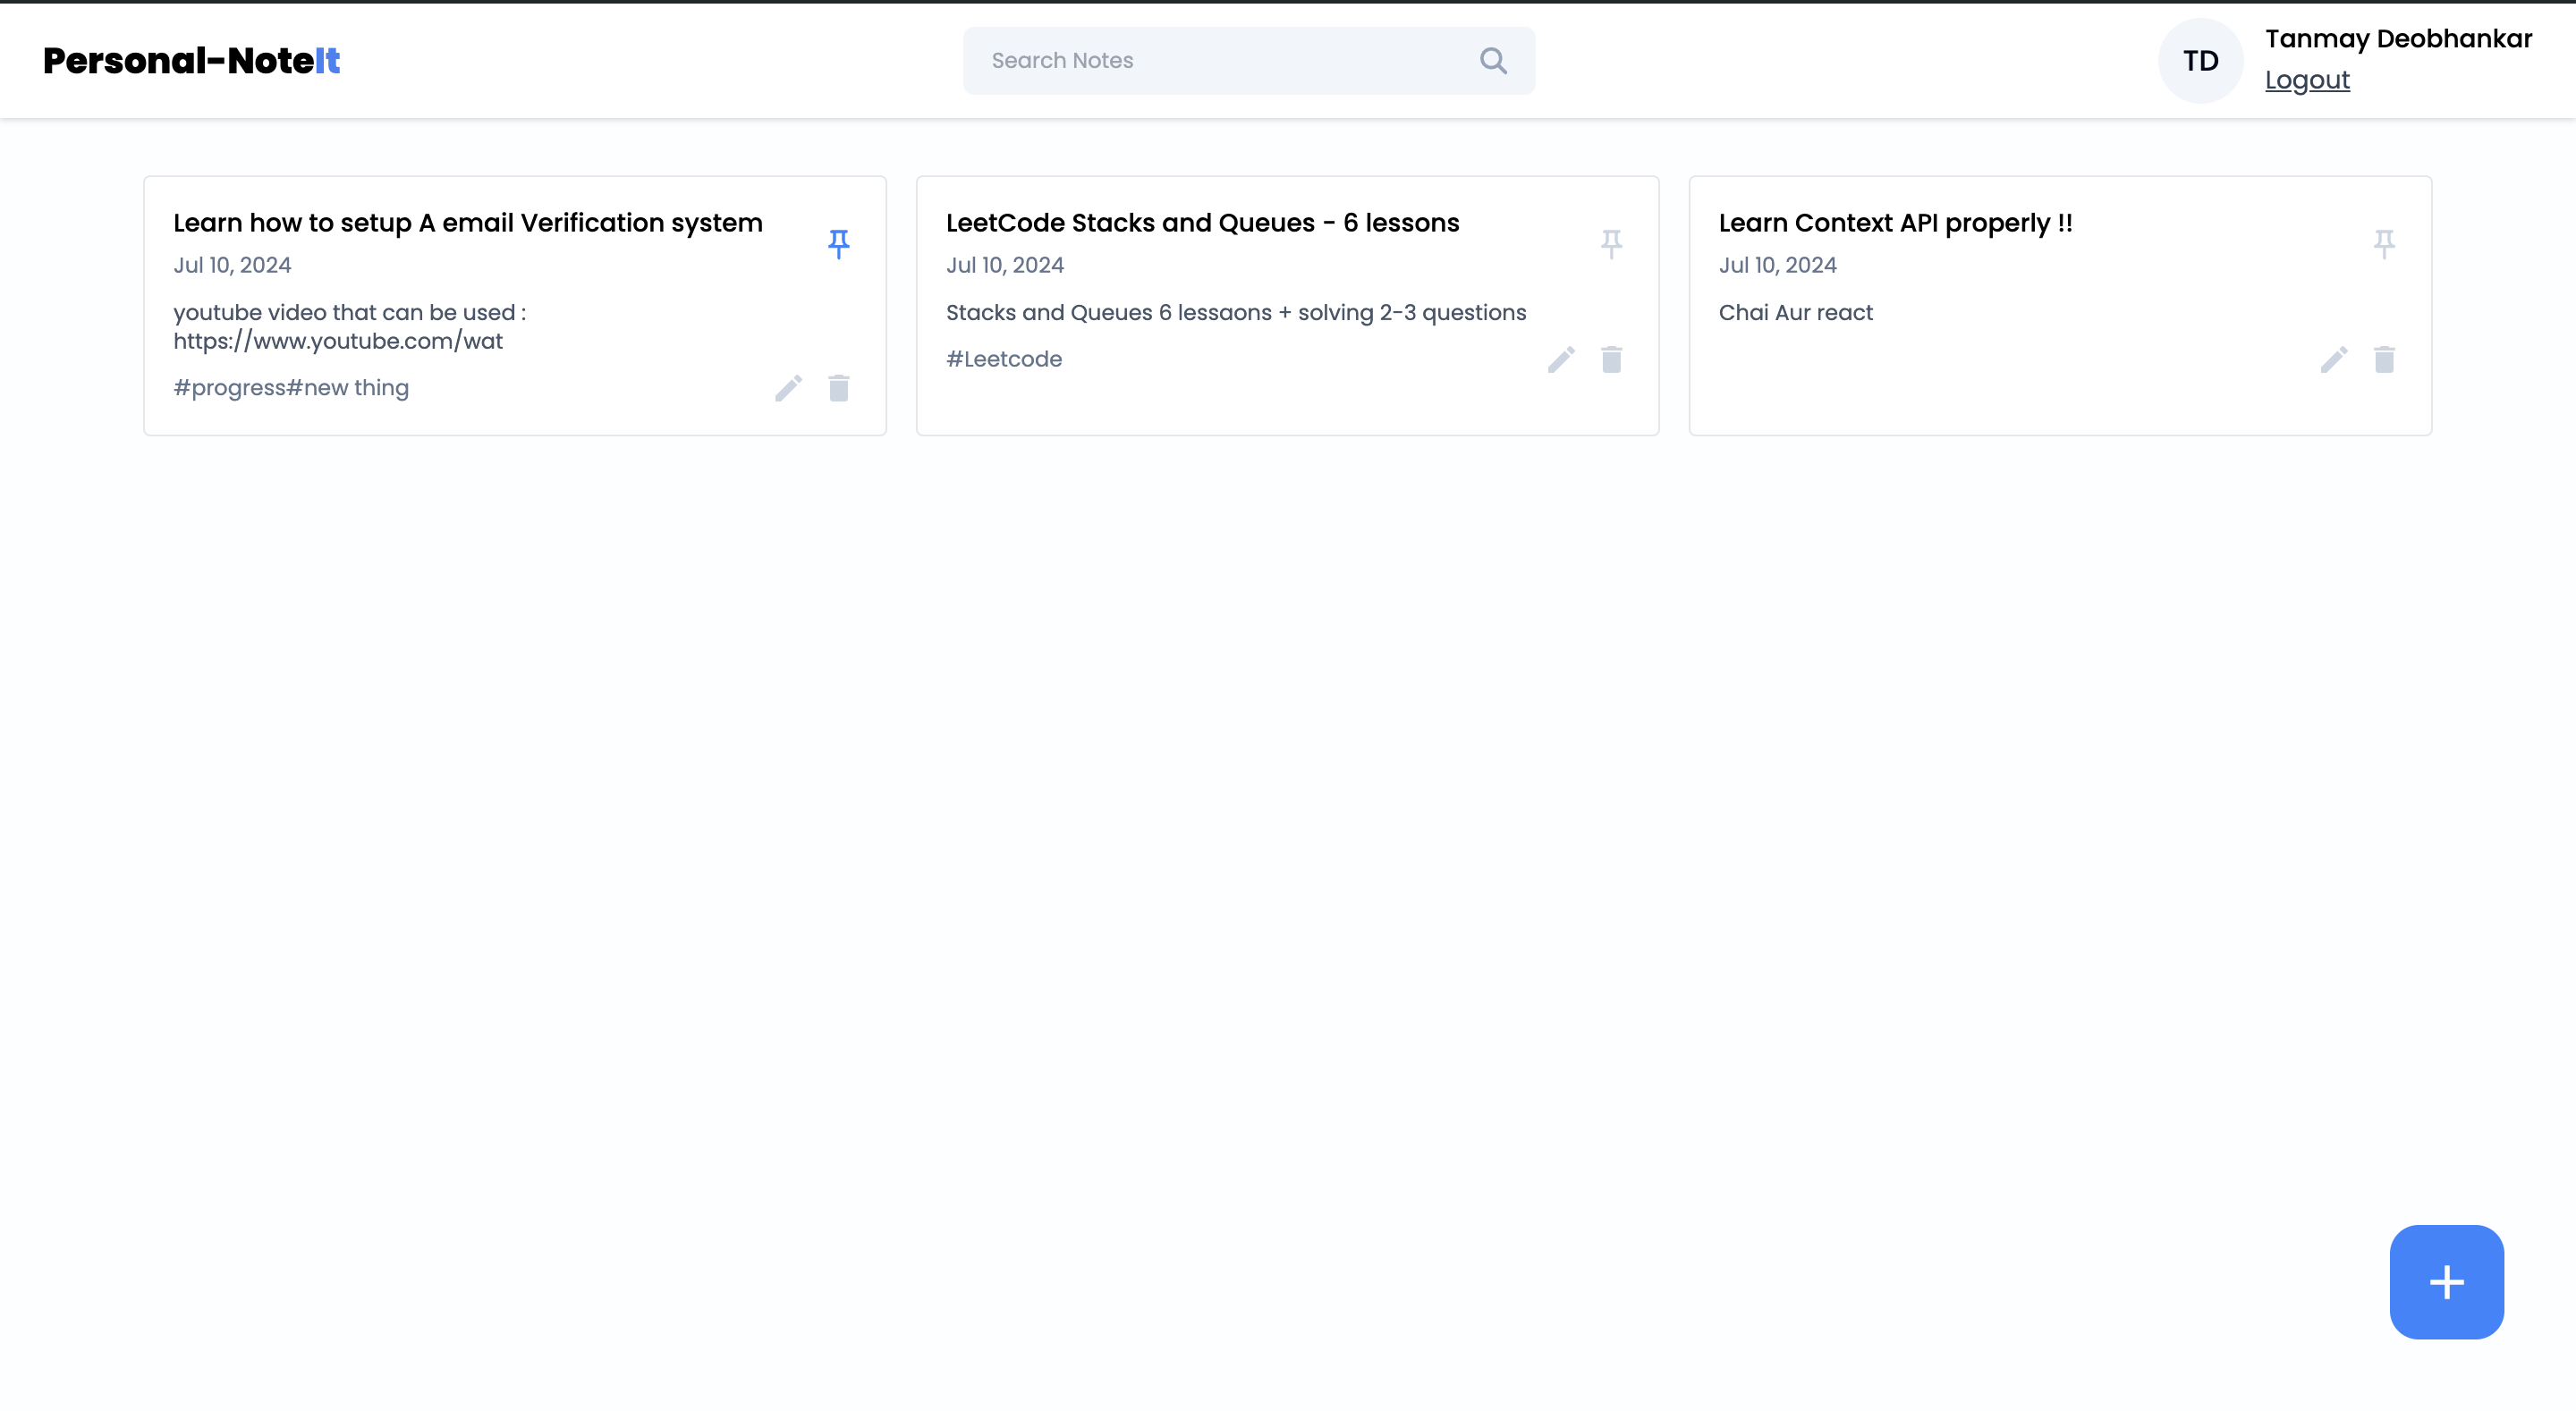 Personal-NoteIt
Search Notes
TD
Tanmay Deobhankar
Logout
Learn how to setup A email Verification system
Jul 10, 2024
youtube video that can be used :
https://www.youtube.com/wat
#progress#new thing
LeetCode Stacks and Queues - 6 lessons
Jul 10, 2024
Stacks and Queues 6 lessaons + solving 2-3 questions
#Leetcode
Learn Context API properly !!
Jul 10, 2024
Chai Aur react